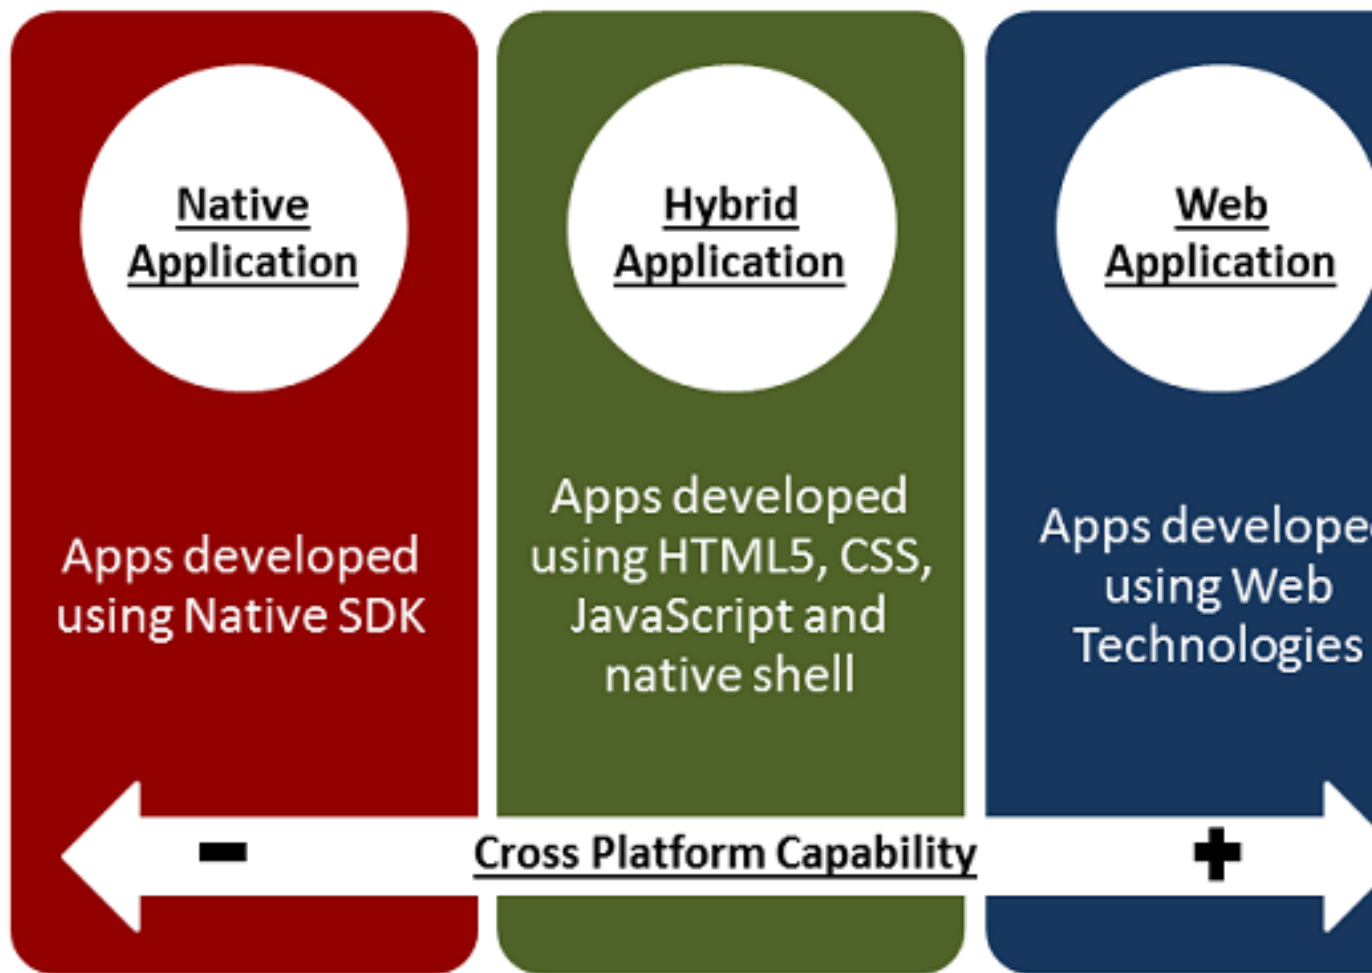 Native
Application
Apps developed
using Native SDK
Hybrid
Application
Apps developed
using HTML5, CSS,
JavaScript and
native shell
Web
Application
Apps developed
using Web
Technologies
- Cross Platform Capability +